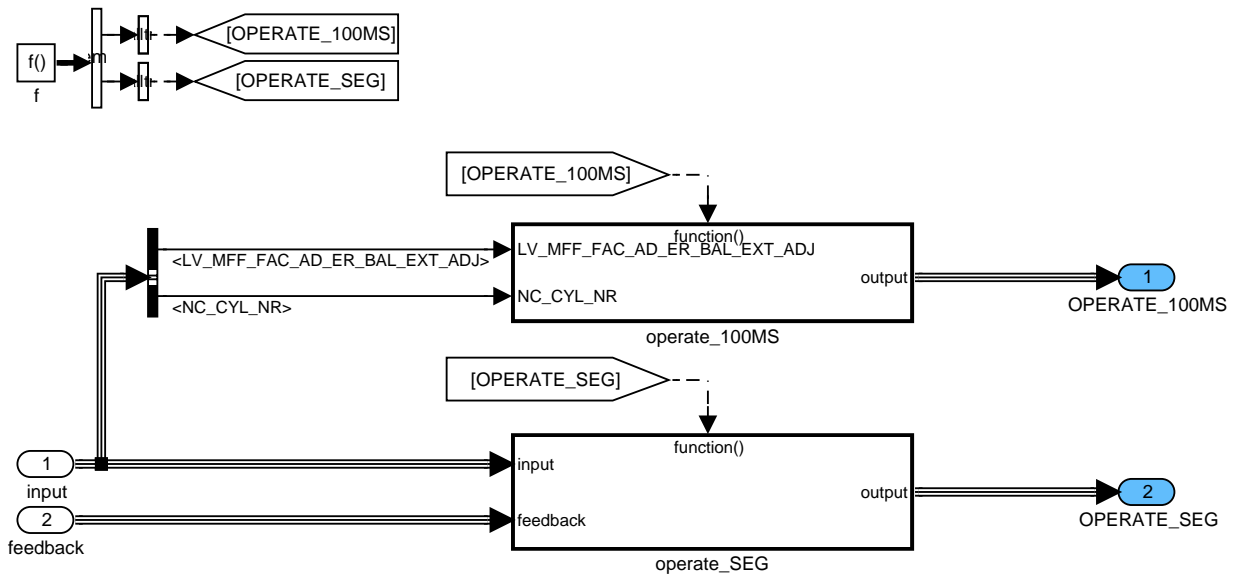 [OPERATE_100MS]
f()
f
[OPERATE_SEG]
[OPERATE_100MS]
function()
LV_MFF_FAC_AD_ER_BAL_EXT_ADJ
<LV_MFF_FAC_AD_ER_BAL_EXT_ADJ>
output
1
NC_CYL_NR
<NC_CYL_NR>
OPERATE_100MS
operate_100MS
[OPERATE_SEG]
function()
1
input
input
output
2
2
feedback
OPERATE_SEG
feedback
operate_SEG